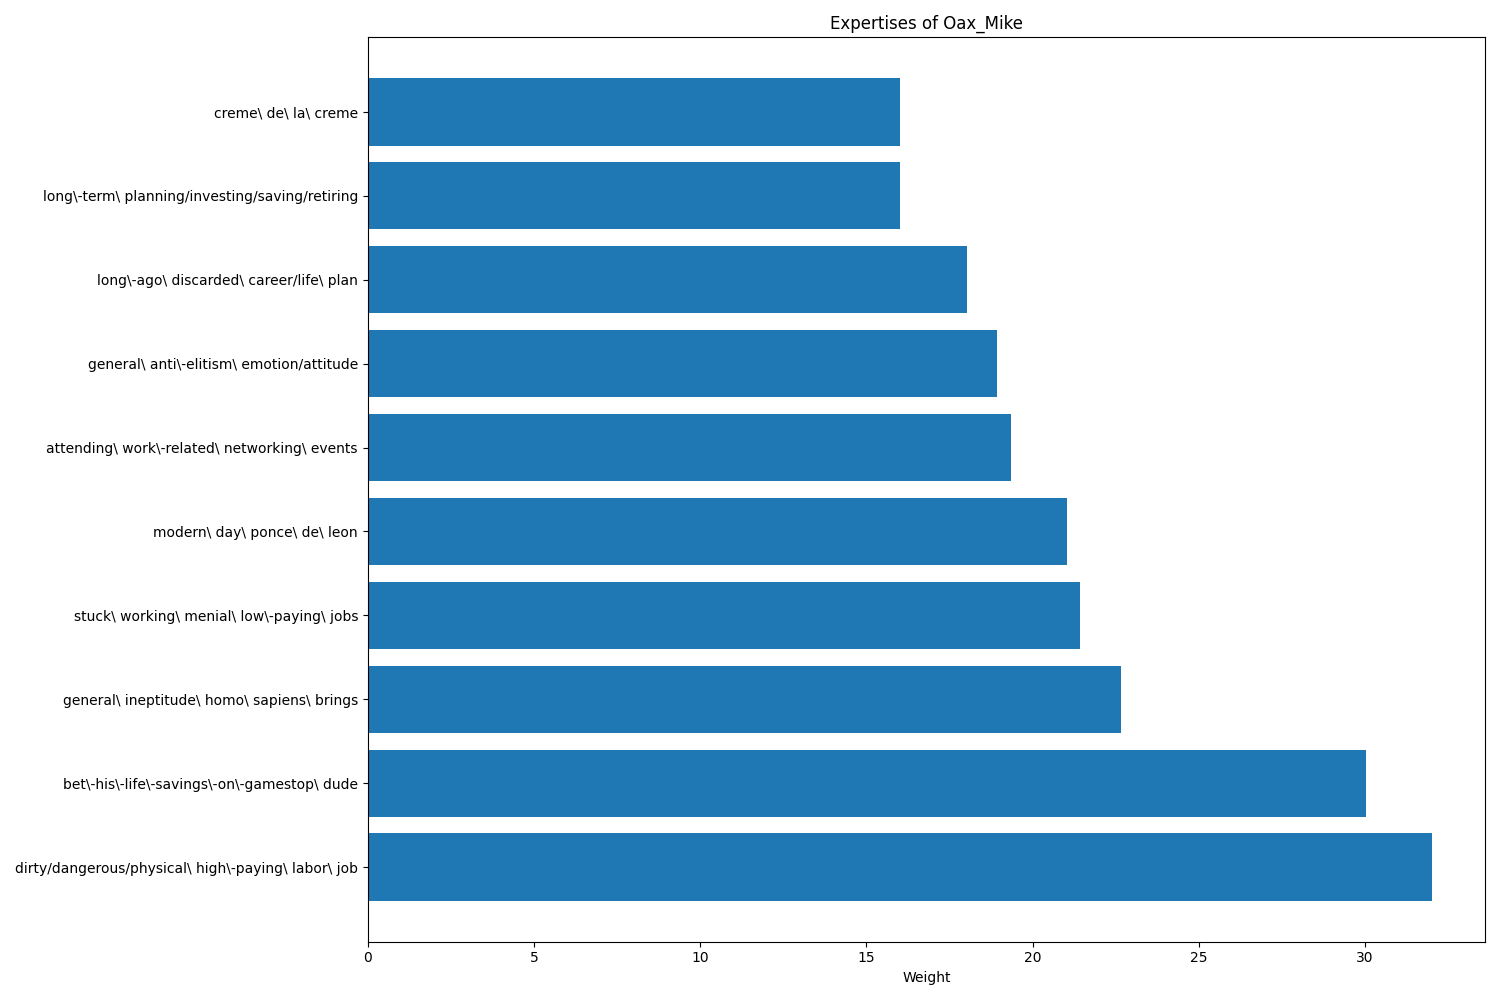 Expertises of Oax_Mike
creme\ de\ la\ creme
long\-term\ planning/investing/saving/retiring
long\-ago\ discarded\ career/life\ plan
general\ anti\-elitism\ emotion/attitude
attending\ work\-related\ networking\ events
modern\ day\ ponce\ de\ leon
stuck\ working\ menial\ low\-paying\ jobs
general\ ineptitude\ homo\ sapiens\ brings
bet\-his\-life\-savings\-on\-gamestop\ dude
dirty/dangerous/physical\ high\-paying\ labor\ job
0 5 10 15 20 25 30
Weight